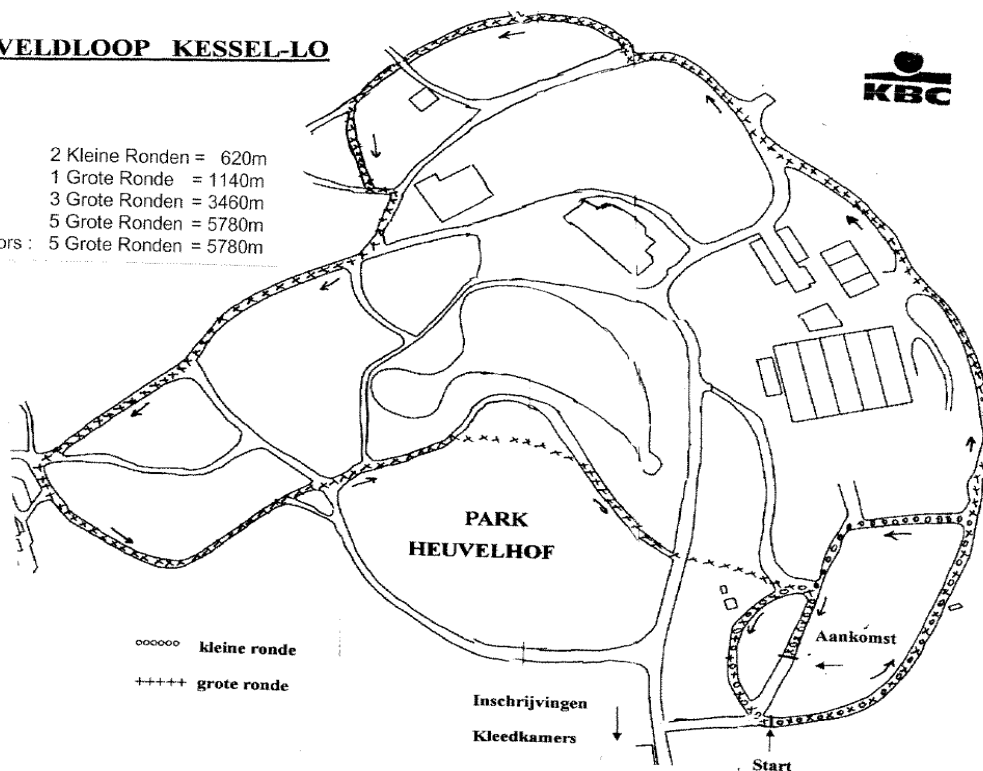 VELDLOOP KESSEL-LO
KBC
2 Kleine Ronden = 620m
1 Grote Ronde = 1140m
3 Grote Ronden = 3460m
5 Grote Ronden = 5780m
ors : 5 Grote Ronden = 5780m
PARK
HEUVELHOF
Aankomst
oooooo kleine ronde
+++++ grote ronde
Inschrijvingen
Kleedkamers
Start